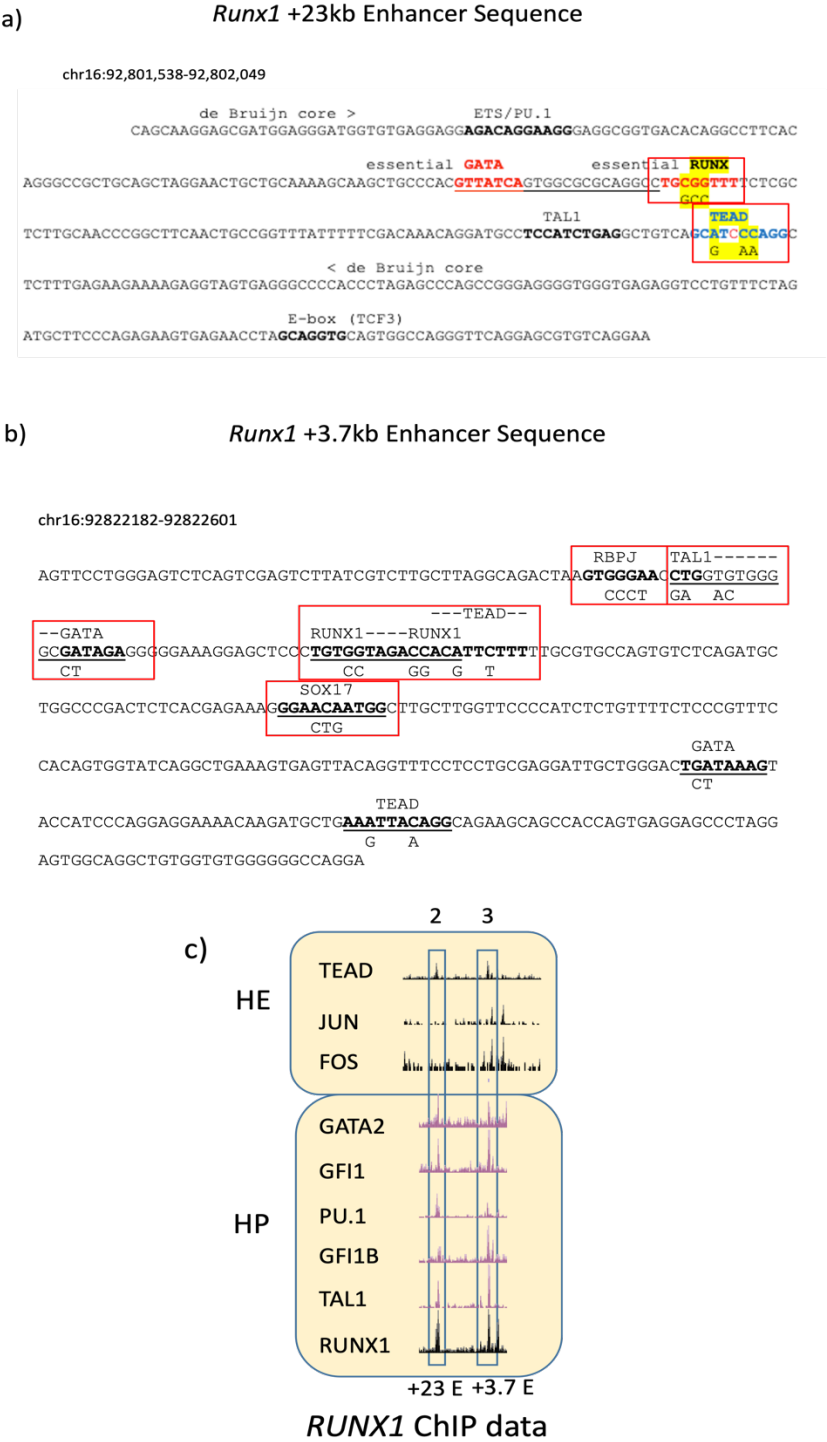 a)
Runx1 +23kb Enhancer Sequence
chr16:92,801,538-92,802,049
de Bruijn core > ETS/PU.1
CAGCAAGGAGCGATGGAGGGATGGTGTGAGGAGGAGACAGGAAGGGAGGCGGTGACACAGGCCTTCAC
essential GATA essential RUNX
AGGGCCGCTGCAGCTAGGAACTGCTGCAAAAGCAAGCTGCCCACGTTATCAGTGGCGCGCAGGCCTGCGGTTTTCTCGC
GCC
TAL1 TEAD
TCTTGCAACCCGGCTTCAACTGCCGGTTTATTTTTCGACAAACAGGATGCCTCCATCTGAGGCTGTCAGCATCCCAGGC
G AA
< de Bruijn core
TCTTTGAGAAGAAAAGAGGTAGTGAGGGCCCCACCCTAGAGCCCAGCCGGGAGGGGTGGGTGAGAGGTCCTGTTTCTAG
E-box (TCF3)
ATGCTTCCCAGAGAAGTGAGAACCTAGCAGGTGCAGTGGCCAGGGTTCAGGAGCGTGTCAGGAA
b)
Runx1 +3.7kb Enhancer Sequence
chr16:92822182-92822601
RBPJ TAL1------
AGTTCCTGGGAGTCTCAGTCGAGTCTTATCGTCTTGCTTAGGCAGACTAAGTGGGAACCTGGTGTGGG
CCCT GA AC
---TEAD--
--GATA RUNX1----RUNX1
GCGATAGAGGGGGAAAGGAGCTCCCTGTGGTAGACCACATTCTTTTTGCGTGCCAGTGTCTCAGATGC
CT CC GG G T
SOX17
TGGCCCGACTCTCACGAGAAAGGGAACAATGGCTTGCTTGGTTCCCCATCTCTGTTTTCTCCCGTTTC
CTG
GATA
CACAGTGGTATCAGGCTGAAAGTGAGTTACAGGTTTCCTCCTGCGAGGATTGCTGGGACTGATAAAGT
CT
TEAD
ACCATCCCAGGAGGAAAACAAGATGCTGAAATTACAGGCAGAAGCAGCCACCAGTGAGGAGCCCTAGG
G A
AGTGGCAGGCTGTGGTGTGGGGGGCCAGGA
c)
2 3
HE
TEAD
JUN
FOS
HP
GATA2
GFI1
PU.1
GFI1B
TAL1
RUNX1
+23 E +3.7 E
RUNX1 ChIP data